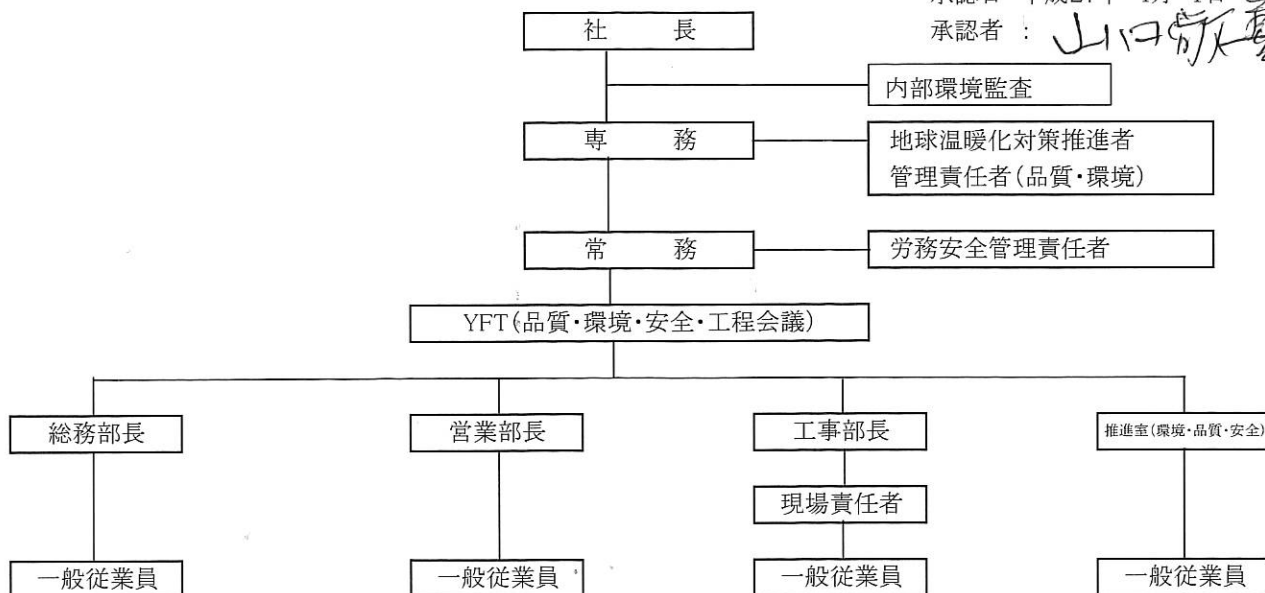 社長
承認者 :
内部環境監査
専務
地球温暖化対策推進者
管理責任者(品質・環境)
常務
労務安全管理責任者
YFT(品質・環境・安全・工程会議)
総務部長
営業部長
工事部長
推進室(環境・品質・安全)
現場責任者
一般従業員
一般従業員
一般従業員
一般従業員